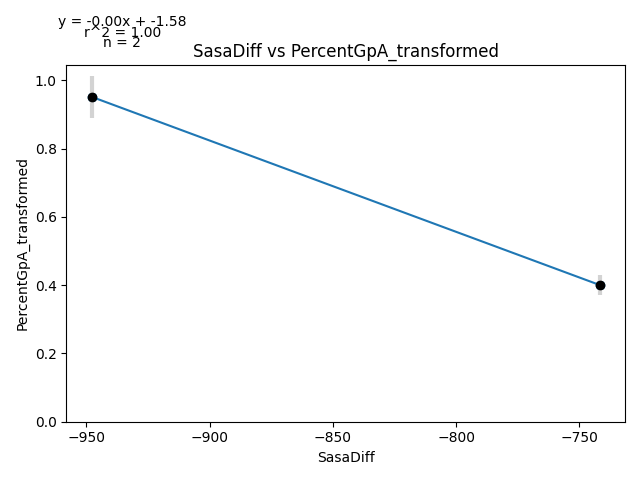 y = -0.00x + -1.58
r^2 = 1.00
n = 2
SasaDiff vs PercentGpA_transformed
1.0
0.8
0.6
0.4
0.2
0.0
PercentGpA_transformed
−950
−900
−850
−800
−750
SasaDiff